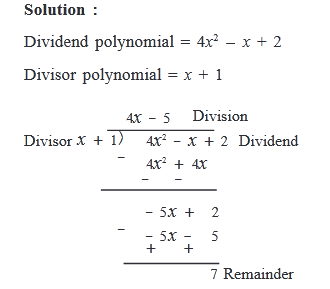 Solution :
Dividend polynomial = 4x² – x + 2
Divisor polynomial = x + 1
4x – 5 Division
Divisor x + 1) 4x² – x + 2 Dividend
– 4x² + 4x
– –
– 5x + 2
– – 5x – 5
+ +
7 Remainder